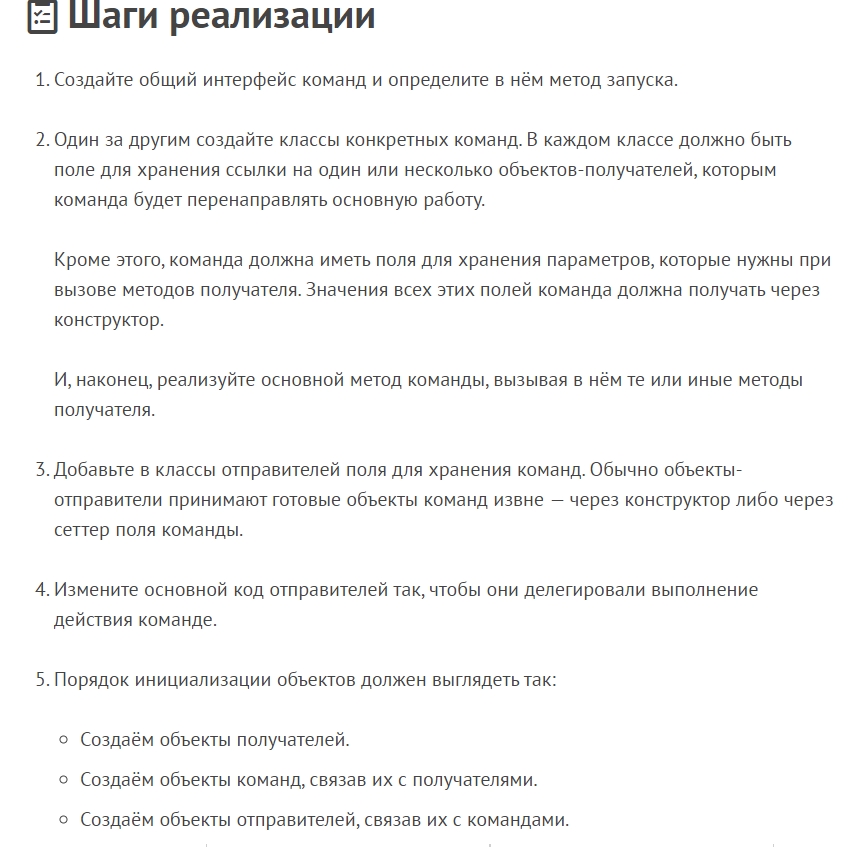 Шаги реализации
1. Создайте общий интерфейс команд и определите в нём метод запуска.
2. Один за другим создайте классы конкретных команд. В каждом классе должно быть
поле для хранения ссылки на один или несколько объектов-получателей, которым
команда будет перенаправлять основную работу.
Кроме этого, команда должна иметь поля для хранения параметров, которые нужны при
вызове методов получателя. Значения всех этих полей команда должна получать через
конструктор.
И, наконец, реализуйте основной метод команды, вызывая в нём те или иные методы
получателя.
3. Добавьте в классы отправителей поля для хранения команд. Обычно объекты-
отправители принимают готовые объекты команд извне — через конструктор либо через
сеттер поля команды.
4. Измените основной код отправителей так, чтобы они делегировали выполнение
действия команде.
5. Порядок инициализации объектов должен выглядеть так:
Создаём объекты получателей.
Создаём объекты команд, связав их с получателями.
Создаём объекты отправителей, связав их с командами.